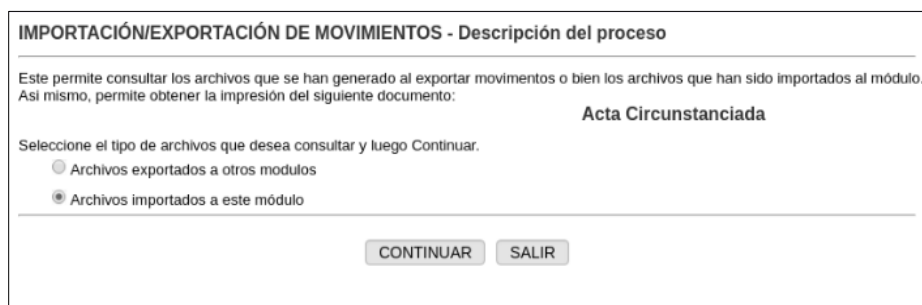 IMPORTACIÓN/EXPORTACIÓN DE MOVIMIENTOS - Descripción del proceso
Este permite consultar los archivos que se han generado al exportar movimentos o bien los archivos que han sido importados al módulo.
Asi mismo, permite obtener la impresión del siguiente documento:
Acta Circunstanciada
Seleccione el tipo de archivos que desea consultar y luego Continuar.
Archivos exportados a otros modulos
Archivos importados a este módulo
CONTINUAR SALIR